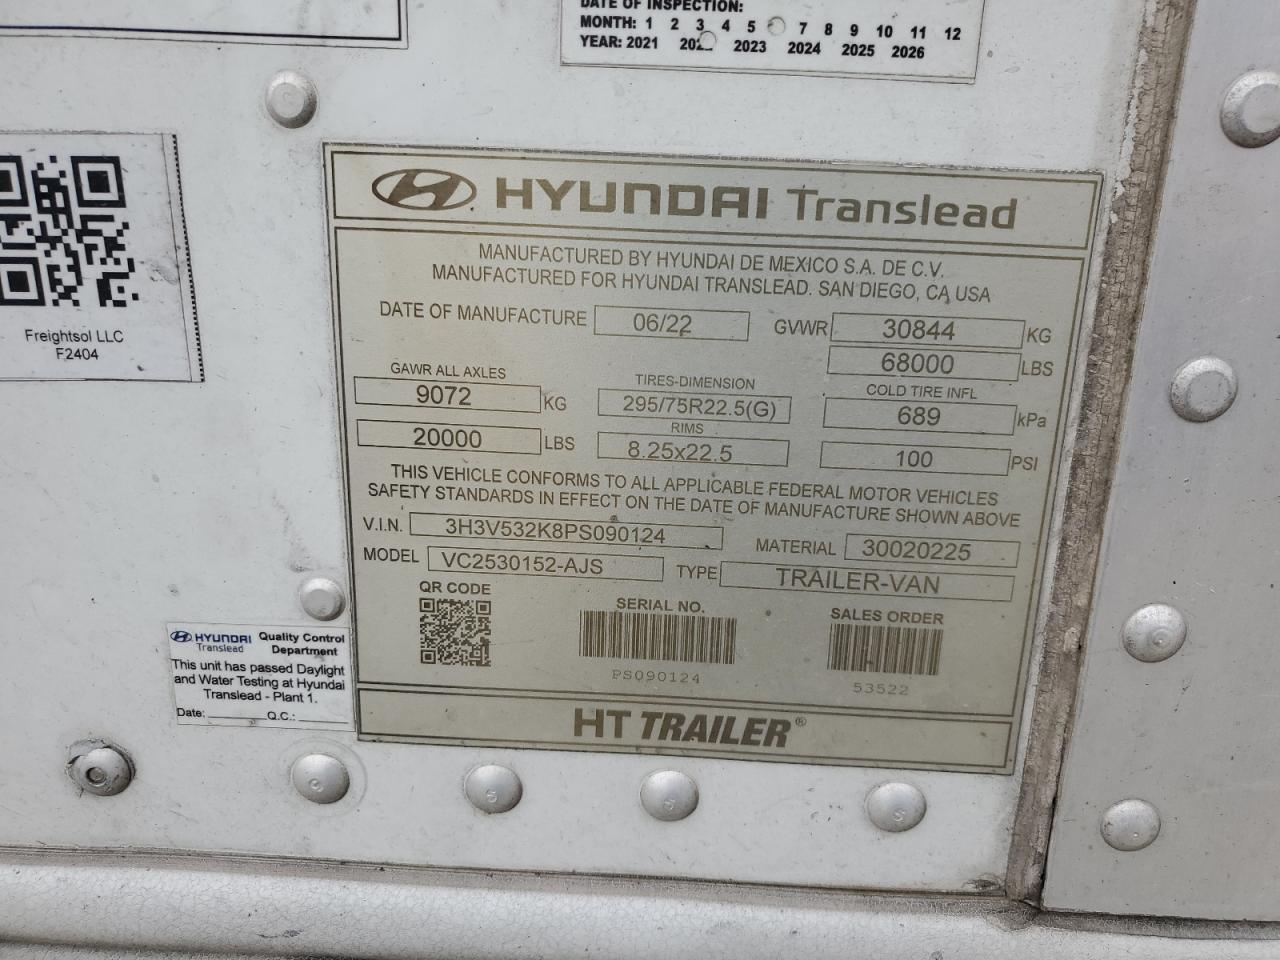 DATE OF INSPECTION:
MONTH: 1 2 3 4 5 7 8 9 10 11 12
YEAR: 2021 2023 2024 2025 2026
Freightsol LLC
F2404
HYUNDAI Translead
MANUFACTURED BY HYUNDAI DE MEXICO S.A. DE C.V.
MANUFACTURED FOR HYUNDAI TRANSLEAD. SAN DIEGO, CA USA
DATE OF MANUFACTURE 06/22 GVWR 30844 KG
68000 LBS
GAWR ALL AXLES TIRES-DIMENSION COLD TIRE INFL
9072 KG 295/75R22.5(G) 689 kPa
RIMS
20000 LBS 8.25x22.5 100 PSI
THIS VEHICLE CONFORMS TO ALL APPLICABLE FEDERAL MOTOR VEHICLES
SAFETY STANDARDS IN EFFECT ON THE DATE OF MANUFACTURE SHOWN ABOVE
V.I.N. 3H3V532K8PS090124 MATERIAL 30020225
MODEL VC2530152-AJS TYPE TRAILER-VAN
QR CODE SERIAL NO. SALES ORDER
PS090124 53522
HT TRAILER®
HYUNDAI Translead
Quality Control
Department
This unit has passed Daylight
and Water Testing at Hyundai
Translead - Plant 1.
Date: Q.C.:
S
S
S
S